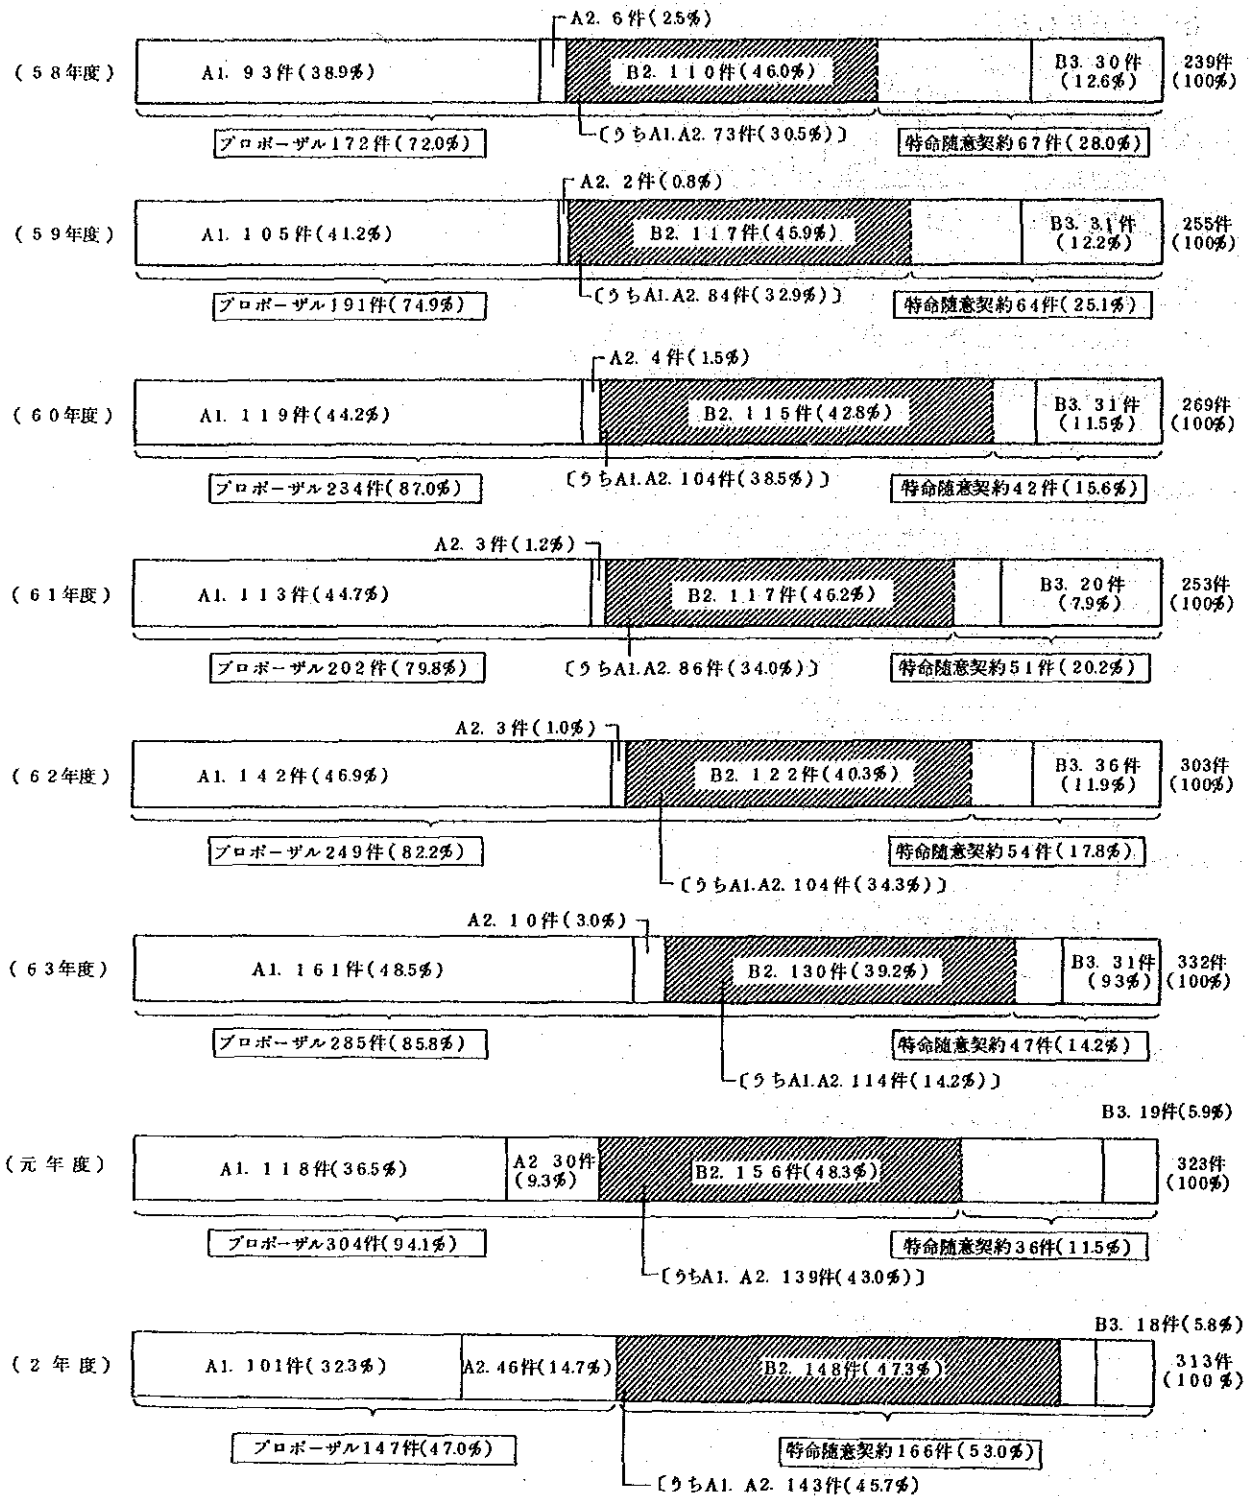 A2. 6件(2.5%)
(58年度)
A1. 93件(38.9%)
B2. 110件(46.0%)
B3. 30件
(12.6%)
239件
(100%)
プロポーザル172件(72.0%)
〔うちA1.A2. 73件(30.5%)〕
特命随意契約67件(28.0%)
A2. 2件(0.8%)
(59年度)
A1. 105件(41.2%)
B2. 117件(45.9%)
B3. 31件
(12.2%)
255件
(100%)
プロポーザル191件(74.9%)
〔うちA1.A2. 84件(32.9%)〕
特命随意契約64件(25.1%)
A2. 4件(1.5%)
(60年度)
A1. 119件(44.2%)
B2. 115件(42.8%)
B3. 31件
(11.5%)
269件
(100%)
プロポーザル234件(87.0%)
〔うちA1.A2. 104件(38.5%)〕
特命随意契約42件(15.6%)
A2. 3件(1.2%)
(61年度)
A1. 113件(44.7%)
B2. 117件(46.2%)
B3. 20件
(7.9%)
253件
(100%)
プロポーザル202件(79.8%)
〔うちA1.A2. 86件(34.0%)〕
特命随意契約51件(20.2%)
A2. 3件(1.0%)
(62年度)
A1. 142件(46.9%)
B2. 122件(40.3%)
B3. 36件
(11.9%)
303件
(100%)
プロポーザル249件(82.2%)
特命随意契約54件(17.8%)
〔うちA1.A2. 104件(34.3%)〕
A2. 10件(3.0%)
(63年度)
A1. 161件(48.5%)
B2. 130件(39.2%)
B3. 31件
(93%)
332件
(100%)
プロポーザル285件(85.8%)
特命随意契約47件(14.2%)
〔うちA1.A2. 114件(14.2%)〕
B3. 19件(5.9%)
(元年度)
A1. 118件(36.5%)
A2 30件
(9.3%)
B2. 156件(48.3%)
323件
(100%)
プロポーザル304件(94.1%)
特命随意契約36件(11.5%)
〔うちA1. A2. 139件(43.0%)〕
B3. 18件(5.8%)
(2年度)
A1. 101件(32.3%)
A2. 46件(14.7%)
B2. 148件(47.3%)
313件
(100%)
プロポーザル147件(47.0%)
特命随意契約166件(53.0%)
〔うちA1. A2. 143件(45.7%)